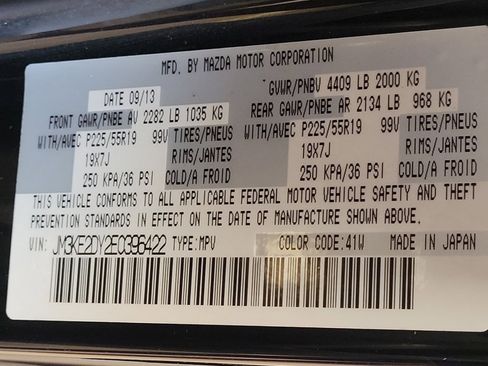 MFD. BY MAZDA MOTOR CORPORATION
DATE 09/13 GVWR/PNBV 4409 LB 2000 KG
FRONT GAWR/PNBE AV 2282 LB 1035 KG REAR GAWR/PNBE AR 2134 LB 968 KG
WITH/AVEC P225/55R19 99V TIRES/PNEUS WITH/AVEC P225/55R19 99V TIRES/PNEUS
19X7J RIMS/JANTES 19X7J RIMS/JANTES
250 KPA/36 PSI COLD/A FROID 250 KPA/36 PSI COLD/A FROID
THIS VEHICLE CONFORMS TO ALL APPLICABLE FEDERAL MOTOR VEHICLE SAFETY AND THEFT
PREVENTION STANDARDS IN EFFECT ON THE DATE OF MANUFACTURE SHOWN ABOVE.
VIN: JM3KE2DY2E0396422 TYPE:MPV COLOR CODE:41W MADE IN JAPAN